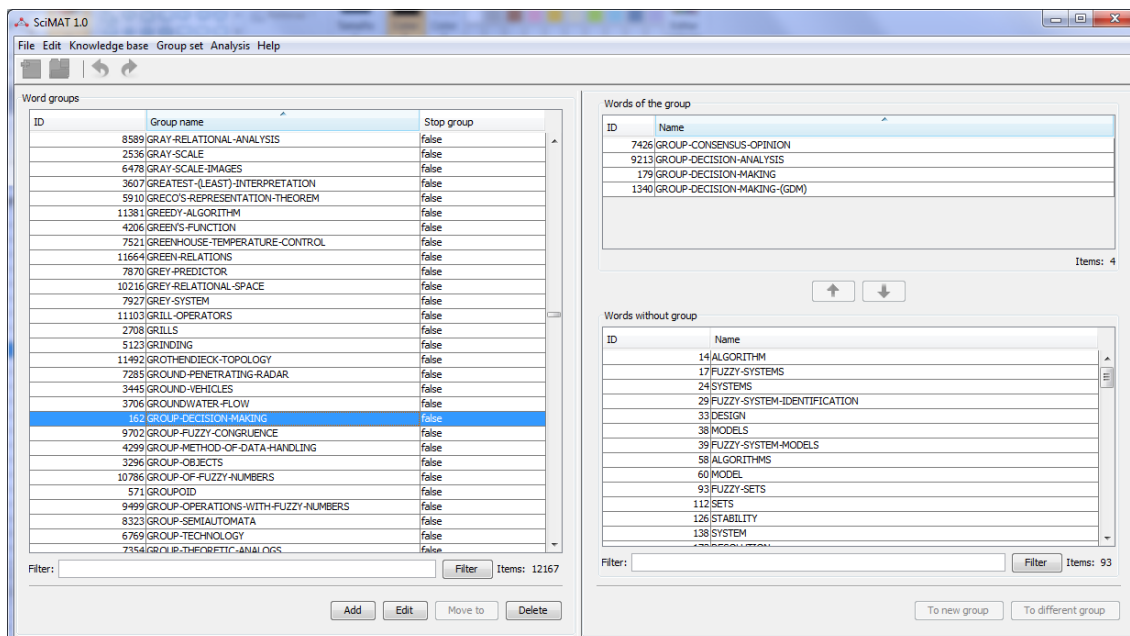 SciMAT 1.0
File Edit Knowledge base Group set Analysis Help
Word groups
ID Group name Stop group
8589 GRAY-RELATIONAL-ANALYSIS false
2536 GRAY-SCALE false
6478 GRAY-SCALE-IMAGES false
3607 GREATEST-(LEAST)-INTERPRETATION false
5910 GRECO'S-REPRESENTATION-THEOREM false
11381 GREEDY-ALGORITHM false
4206 GREEN'S-FUNCTION false
7521 GREENHOUSE-TEMPERATURE-CONTROL false
11664 GREEN-RELATIONS false
7870 GREY-PREDICTOR false
10216 GREY-RELATIONAL-SPACE false
7927 GREY-SYSTEM false
11103 GRILL-OPERATORS false
2708 GRILLS false
5123 GRINDING false
11492 GROTHENDIECK-TOPOLOGY false
7285 GROUND-PENETRATING-RADAR false
3445 GROUND-VEHICLES false
3706 GROUNDWATER-FLOW false
162 GROUP-DECISION-MAKING false
9702 GROUP-FUZZY-CONGRUENCE false
4299 GROUP-METHOD-OF-DATA-HANDLING false
3296 GROUP-OBJECTS false
10786 GROUP-OF-FUZZY-NUMBERS false
571 GROUPOID false
9499 GROUP-OPERATIONS-WITH-FUZZY-NUMBERS false
8323 GROUP-SEMIAUTOMATA false
6769 GROUP-TECHNOLOGY false
7354 GROUP-THEORETIC-ANALOGS false
Filter: Filter Items: 12167
Add Edit Move to Delete
Words of the group
ID Name
7426 GROUP-CONSENSUS-OPINION
9213 GROUP-DECISION-ANALYSIS
179 GROUP-DECISION-MAKING
1340 GROUP-DECISION-MAKING-(GDM)
Items: 4
Words without group
ID Name
14 ALGORITHM
17 FUZZY-SYSTEMS
24 SYSTEMS
29 FUZZY-SYSTEM-IDENTIFICATION
33 DESIGN
38 MODELS
39 FUZZY-SYSTEM-MODELS
58 ALGORITHMS
60 MODEL
93 FUZZY-SETS
112 SETS
126 STABILITY
138 SYSTEM
Filter: Filter Items: 93
To new group To different group